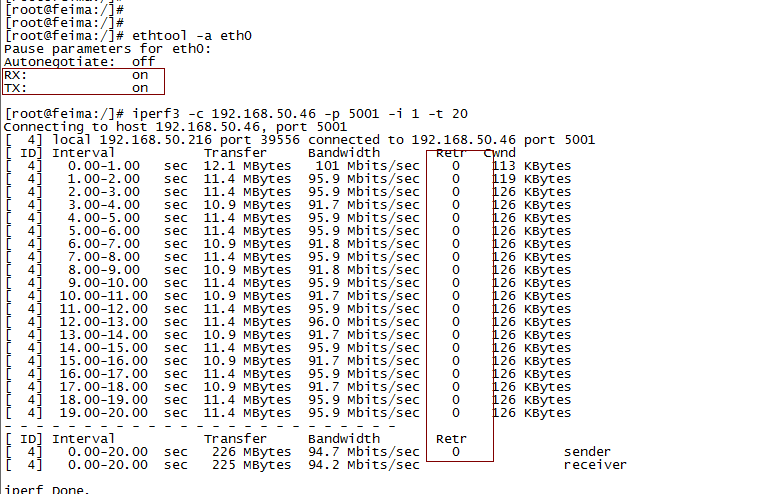 [root@feima:/]#
[root@feima:/]#
[root@feima:/]# ethtool -a eth0
Pause parameters for eth0:
Autonegotiate:  off
RX:             on
TX:             on

[root@feima:/]# iperf3 -c 192.168.50.46 -p 5001 -i 1 -t 20
Connecting to host 192.168.50.46, port 5001
[  4] local 192.168.50.216 port 39556 connected to 192.168.50.46 port 5001
[ ID] Interval           Transfer     Bandwidth       Retr  Cwnd
[  4]   0.00-1.00   sec  12.1 MBytes   101 Mbits/sec    0    113 KBytes
[  4]   1.00-2.00   sec  11.4 MBytes  95.9 Mbits/sec    0    119 KBytes
[  4]   2.00-3.00   sec  11.4 MBytes  95.9 Mbits/sec    0    126 KBytes
[  4]   3.00-4.00   sec  10.9 MBytes  91.7 Mbits/sec    0    126 KBytes
[  4]   4.00-5.00   sec  11.4 MBytes  95.9 Mbits/sec    0    126 KBytes
[  4]   5.00-6.00   sec  11.4 MBytes  95.9 Mbits/sec    0    126 KBytes
[  4]   6.00-7.00   sec  10.9 MBytes  91.8 Mbits/sec    0    126 KBytes
[  4]   7.00-8.00   sec  11.4 MBytes  95.9 Mbits/sec    0    126 KBytes
[  4]   8.00-9.00   sec  10.9 MBytes  91.8 Mbits/sec    0    126 KBytes
[  4]   9.00-10.00  sec  11.4 MBytes  95.9 Mbits/sec    0    126 KBytes
[  4]  10.00-11.00  sec  10.9 MBytes  91.7 Mbits/sec    0    126 KBytes
[  4]  11.00-12.00  sec  11.4 MBytes  95.9 Mbits/sec    0    126 KBytes
[  4]  12.00-13.00  sec  11.4 MBytes  96.0 Mbits/sec    0    126 KBytes
[  4]  13.00-14.00  sec  10.9 MBytes  91.7 Mbits/sec    0    126 KBytes
[  4]  14.00-15.00  sec  11.4 MBytes  95.9 Mbits/sec    0    126 KBytes
[  4]  15.00-16.00  sec  10.9 MBytes  91.7 Mbits/sec    0    126 KBytes
[  4]  16.00-17.00  sec  11.4 MBytes  95.9 Mbits/sec    0    126 KBytes
[  4]  17.00-18.00  sec  10.9 MBytes  91.7 Mbits/sec    0    126 KBytes
[  4]  18.00-19.00  sec  11.4 MBytes  95.9 Mbits/sec    0    126 KBytes
[  4]  19.00-20.00  sec  11.4 MBytes  95.9 Mbits/sec    0    126 KBytes
- - - - - - - - - - - - - - - - - - - - - - - - -
[ ID] Interval           Transfer     Bandwidth       Retr
[  4]   0.00-20.00  sec   226 MBytes  94.7 Mbits/sec    0             sender
[  4]   0.00-20.00  sec   225 MBytes  94.2 Mbits/sec                  receiver

iperf Done.